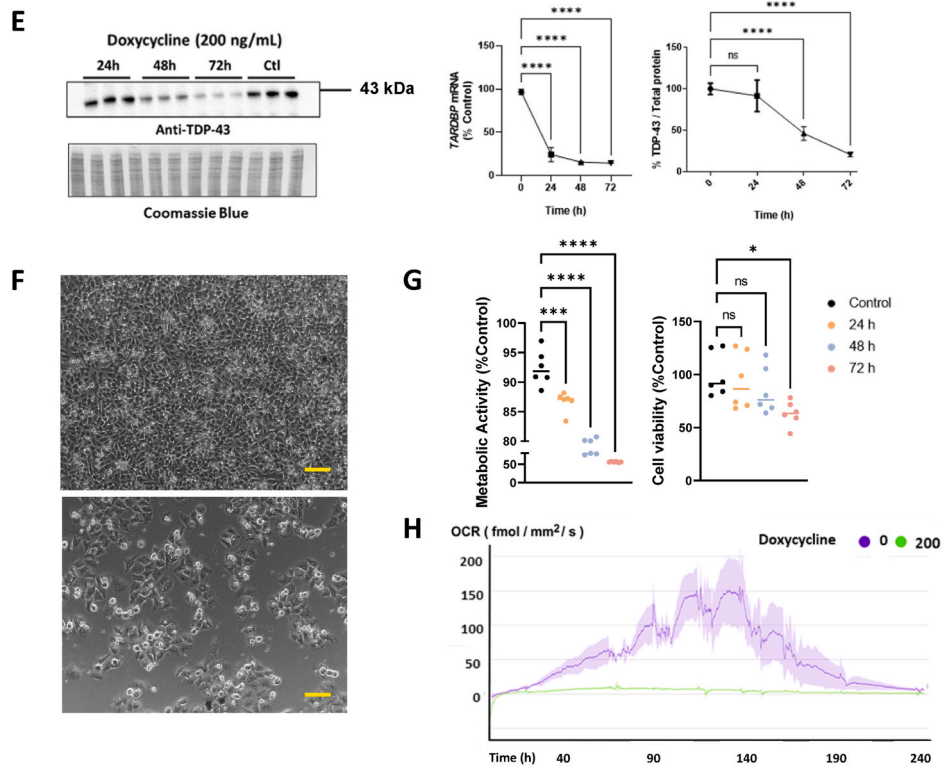 E
Doxycycline (200 ng/mL)
24h 48h 72h Ctl
43 kDa
Anti-TDP-43
Coomassie Blue
****
****
****
150
100
50
0
TARDBP mRNA
(% Control)
0 24 48 72
Time (h)
****
****
ns
150
100
50
0
% TDP-43 / Total protein
0 24 48 72
Time (h)
F
G
****
****
***
100
95
90
85
80
50
0
Metabolic Activity (%Control)
*
ns
ns
150
100
50
0
Cell viability (%Control)
Control
24 h
48 h
72 h
H
OCR ( fmol / mm2/ s )
Doxycycline 0 200
200
150
100
50
0
Time (h) 40 90 140 190 240